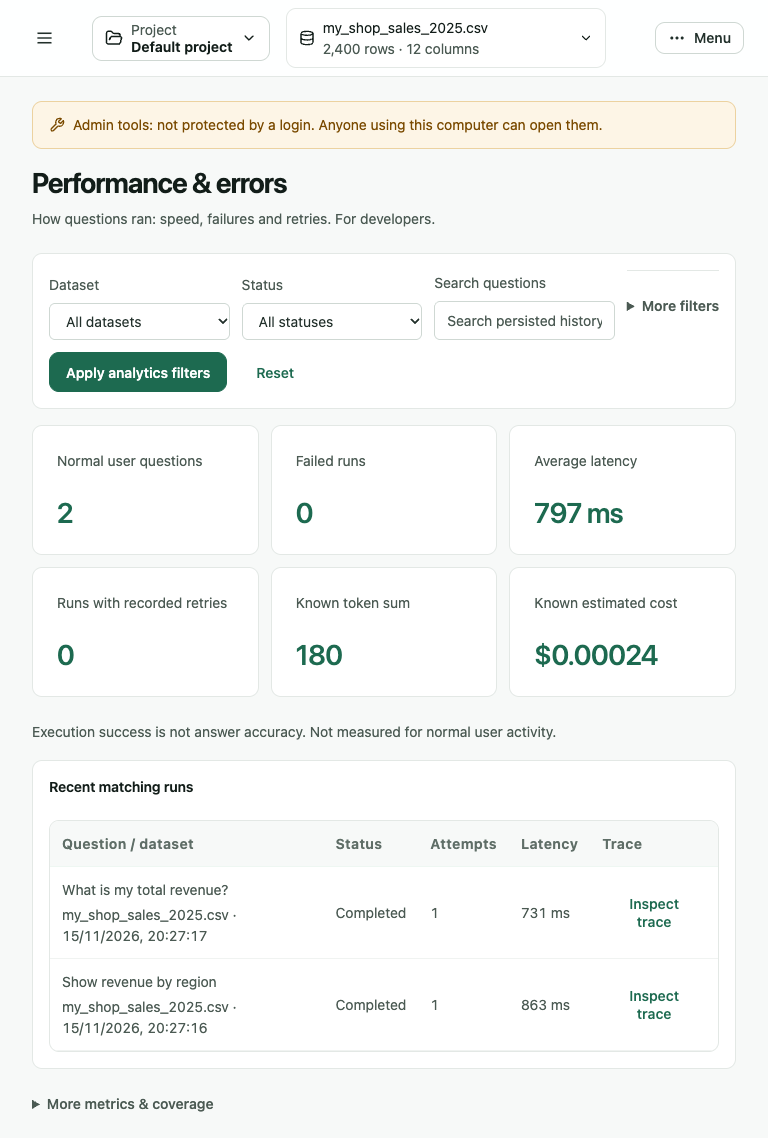 Project
Default project
my_shop_sales_2025.csv
2,400 rows · 12 columns
Menu
Admin tools: not protected by a login. Anyone using this computer can open them.
Performance & errors
How questions ran: speed, failures and retries. For developers.
Dataset
Status
Search questions
All datasets
All statuses
Search persisted history
More filters
Apply analytics filters
Reset
Normal user questions
Failed runs
Average latency
2
0
797 ms
Runs with recorded retries
Known token sum
Known estimated cost
0
180
$0.00024
Execution success is not answer accuracy. Not measured for normal user activity.
Recent matching runs
Question / dataset Status Attempts Latency Trace
What is my total revenue?
my_shop_sales_2025.csv ·
15/11/2026, 20:27:17
Completed
1
731 ms
Inspect
trace
Show revenue by region
my_shop_sales_2025.csv ·
15/11/2026, 20:27:16
Completed
1
863 ms
Inspect
trace
More metrics & coverage